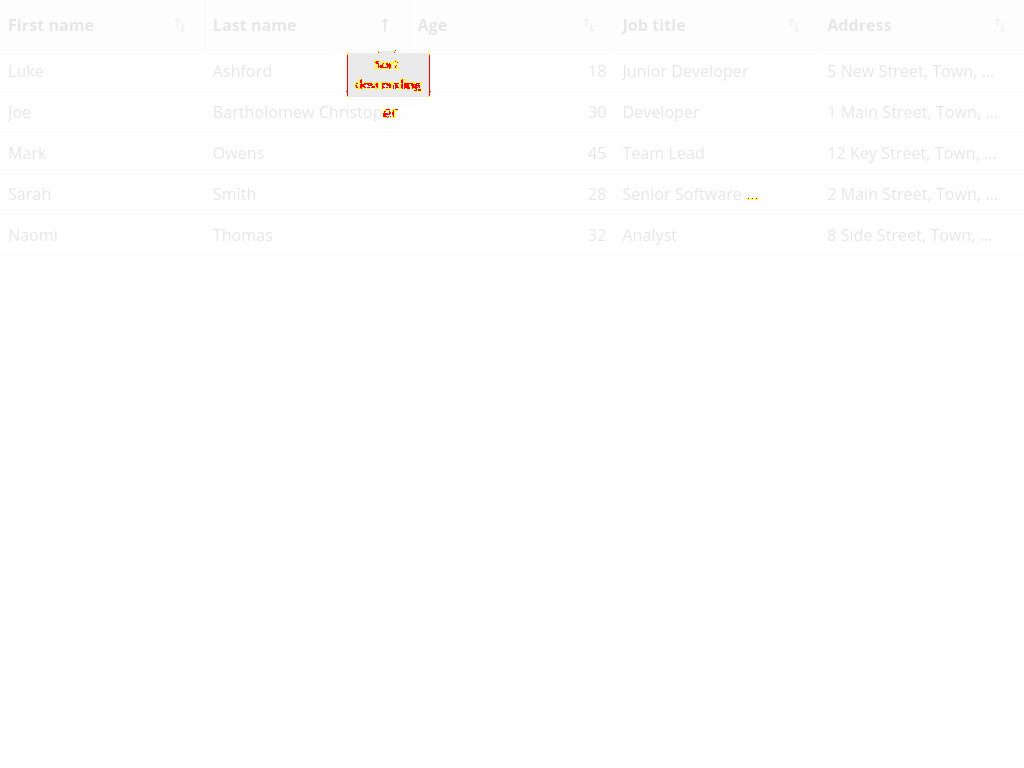 First name Last name Age Job title Address
Luke Ashford 18 Junior Developer 5 New Street, Town, ...
Sort
descending
Joe Bartholomew Christopher 30 Developer 1 Main Street, Town, ...
Mark Owens 45 Team Lead 12 Key Street, Town, ...
Sarah Smith 28 Senior Software ... 2 Main Street, Town, ...
Naomi Thomas 32 Analyst 8 Side Street, Town, ...